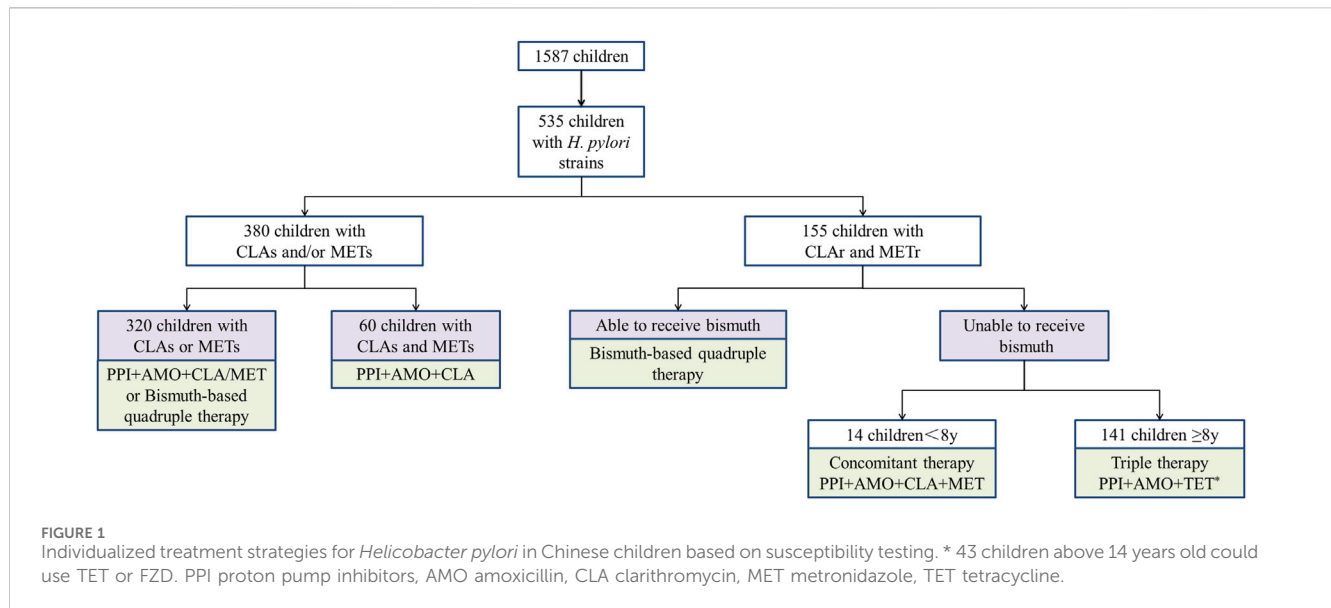 1587 children
535 children
with H. pylori
strains
380 children with
CLAs and/or METs
155 children with
CLAr and METr
320 children with
CLAs or METs
PPI+AMO+CLA/MET
or Bismuth-based
quadruple therapy
60 children with
CLAs and METs
PPI+AMO+CLA
Able to receive bismuth
Bismuth-based quadruple
therapy
Unable to receive
bismuth
14 children<8y
Concomitant therapy
PPI+AMO+CLA+MET
141 children ≥8y
Triple therapy
PPI+AMO+TET*
FIGURE 1
Individualized treatment strategies for Helicobacter pylori in Chinese children based on susceptibility testing. * 43 children above 14 years old could
use TET or FZD. PPI proton pump inhibitors, AMO amoxicillin, CLA clarithromycin, MET metronidazole, TET tetracycline.